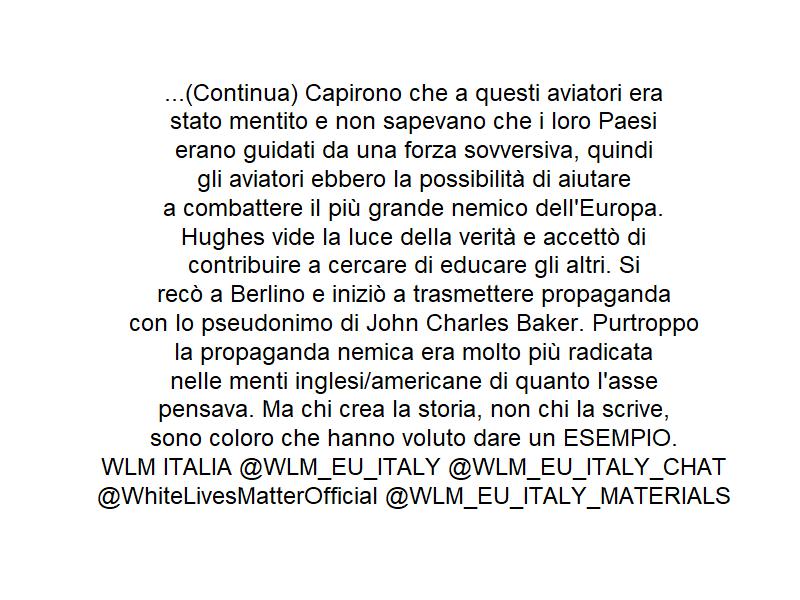 ...(Continua) Capirono che a questi aviatori era
stato mentito e non sapevano che i loro Paesi
erano guidati da una forza sovversiva, quindi
gli aviatori ebbero la possibilità di aiutare
a combattere il più grande nemico dell'Europa.
Hughes vide la luce della verità e accettò di
contribuire a cercare di educare gli altri. Si
recò a Berlino e iniziò a trasmettere propaganda
con lo pseudonimo di John Charles Baker. Purtroppo
la propaganda nemica era molto più radicata
nelle menti inglesi/americane di quanto l'asse
pensava. Ma chi crea la storia, non chi la scrive,
sono coloro che hanno voluto dare un ESEMPIO.
WLM ITALIA @WLM_EU_ITALY @WLM_EU_ITALY_CHAT
@WhiteLivesMatterOfficial @WLM_EU_ITALY_MATERIALS